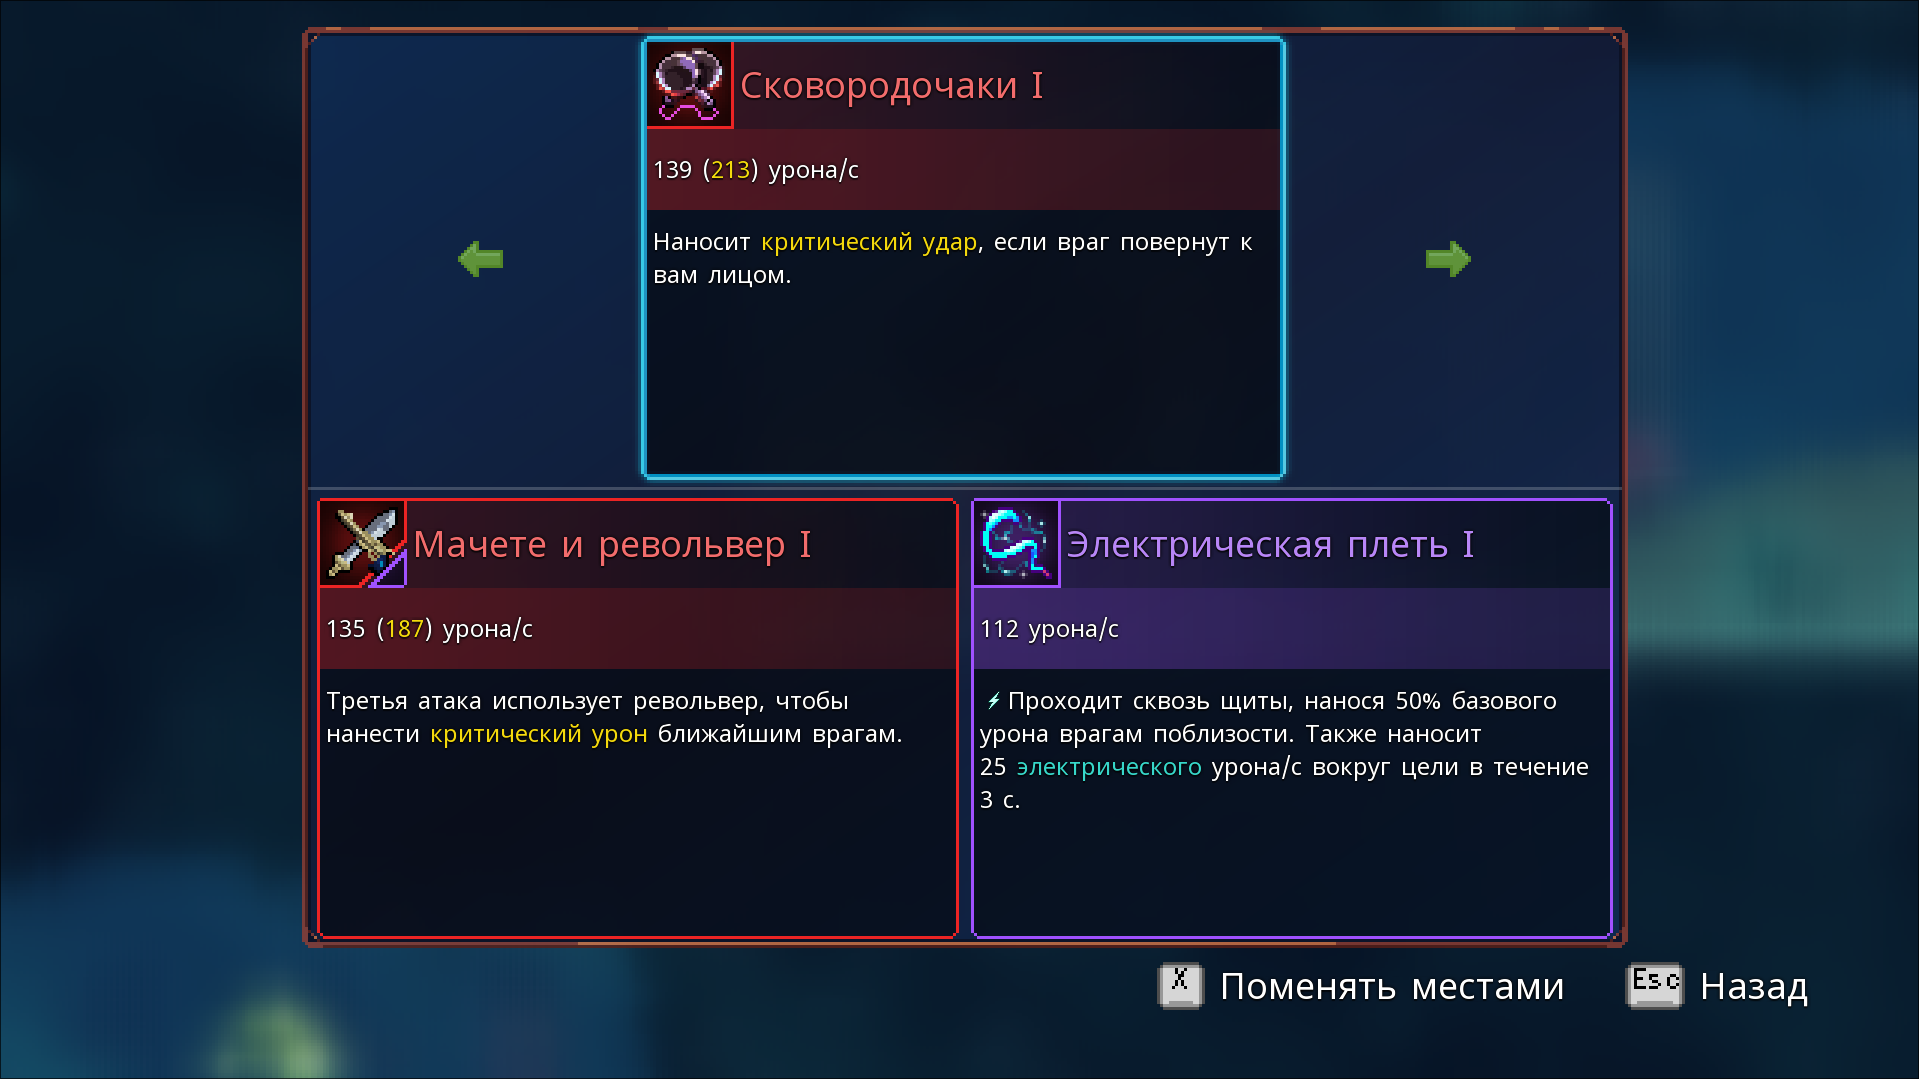 Сковородочаки I
139 (213) урона/с
Наносит критический удар, если враг повернут к
вам лицом.
Мачете и револьвер I
135 (187) урона/с
Третья атака использует револьвер, чтобы
нанести критический урон ближайшим врагам.
Электрическая плеть I
112 урона/с
Проходит сквозь щиты, нанося 50% базового
урона врагам поблизости. Также наносит
25 электрического урона/с вокруг цели в течение
3 с.
X Поменять местами
Esc Назад